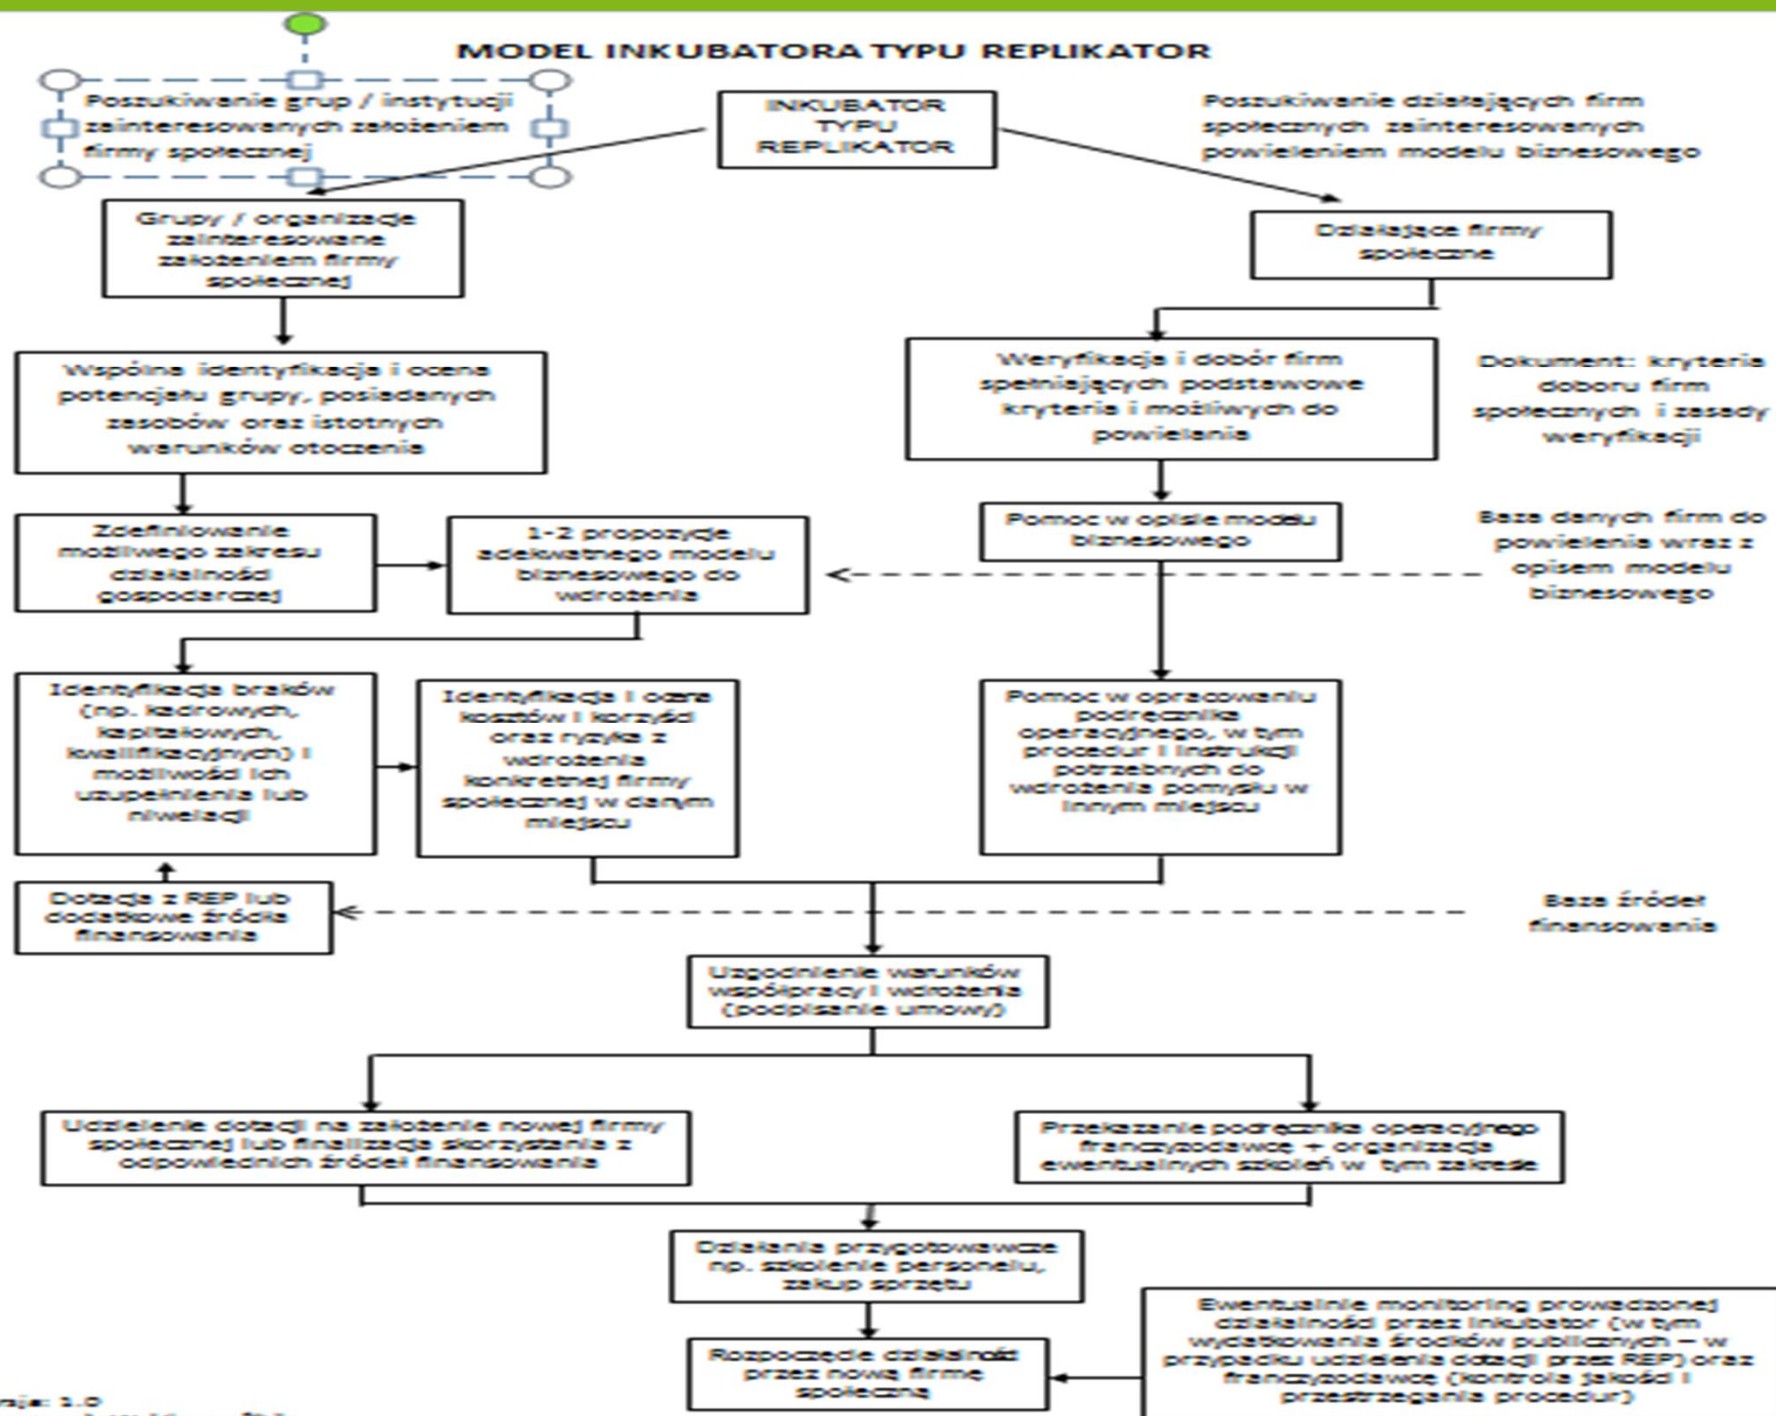 MODEL INKUBATORA TYPU REPLIKATOR
Poszukiwanie grup / instytucji
zainteresowanych założeniem
firmy społecznej
INKUBATOR
TYPU
REPLIKATOR
Poszukiwanie działających firm
społecznych zainteresowanych
powieleniem modelu biznesowego
Grupy / organizacje
zainteresowane
założeniem firmy
społecznej
Działające firmy
społeczne
Wspólna identyfikacja i ocena
potencjału grupy, posiadanych
zasobów oraz istotnych
warunków otoczenia
Weryfikacja i dobór firm
spełniających podstawowe
kryteria i możliwych do
powielania
Dokument: kryteria
doboru firm
społecznych i zasady
weryfikacji
Zdefiniowanie
możliwego zakresu
działalności
gospodarczej
1-2 propozycje
adekwatnego modelu
biznesowego do
wdrożenia
Pomoc w opisie modelu
biznesowego
Baza danych firm do
powielenia wraz z
opisem modelu
biznesowego
Identyfikacja braków
(np. kadrowych,
kapitałowych,
kwalifikacyjnych) i
możliwości ich
uzupełnienia lub
niwelacji
Identyfikacja i ocena
kosztów i korzyści
oraz ryzyka z
wdrożenia
konkretnej firmy
społecznej w danym
miejscu
Pomoc w opracowaniu
podręcznika
operacyjnego, w tym
procedur i instrukcji
potrzebnych do
wdrożenia pomysłu w
innym miejscu
Dotacja z REP lub
dodatkowe źródła
finansowania
Baza źródeł
finansowania
Uzgodnienie warunków
współpracy i wdrożenia
(podpisanie umowy)
Udzielenie dotacji na założenie nowej firmy
społecznej lub finalizacja skorzystania z
odpowiednich źródeł finansowania
Przekazanie podręcznika operacyjnego
franczyzodawcę + organizacja
ewentualnych szkoleń w tym zakresie
Działania przygotowawcze
np. szkolenie personelu,
zakup sprzętu
Rozpoczęcie działalności
przez nową firmę
społeczną
Ewentualnie monitoring prowadzonej
działalności przez Inkubator (w tym
wydatkowania środków publicznych – w
przypadku udzielenia dotacji przez REP) oraz
franczyzodawcę (kontrola jakości i
przestrzegania procedur)
1.0